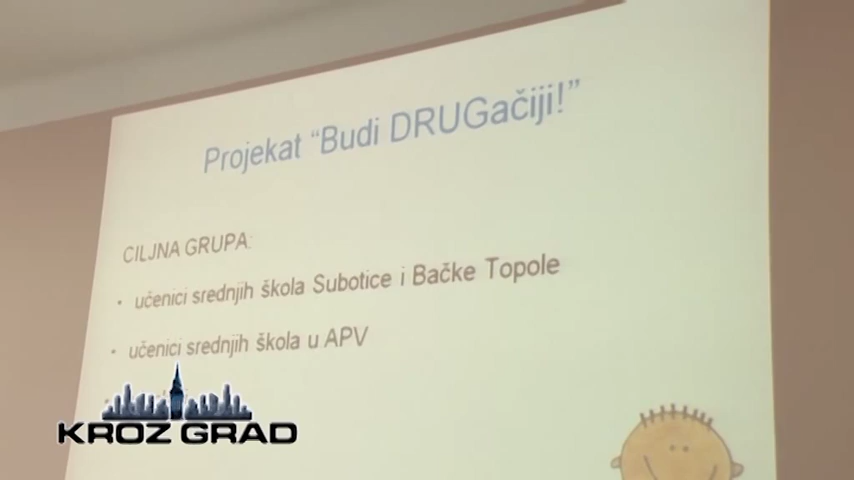 Projekat “Budi DRUGačiji!”
CILJNA GRUPA:
• učenici srednjih škola Subotice i Bačke Topole
• učenici srednjih škola u APV
KROZ GRAD